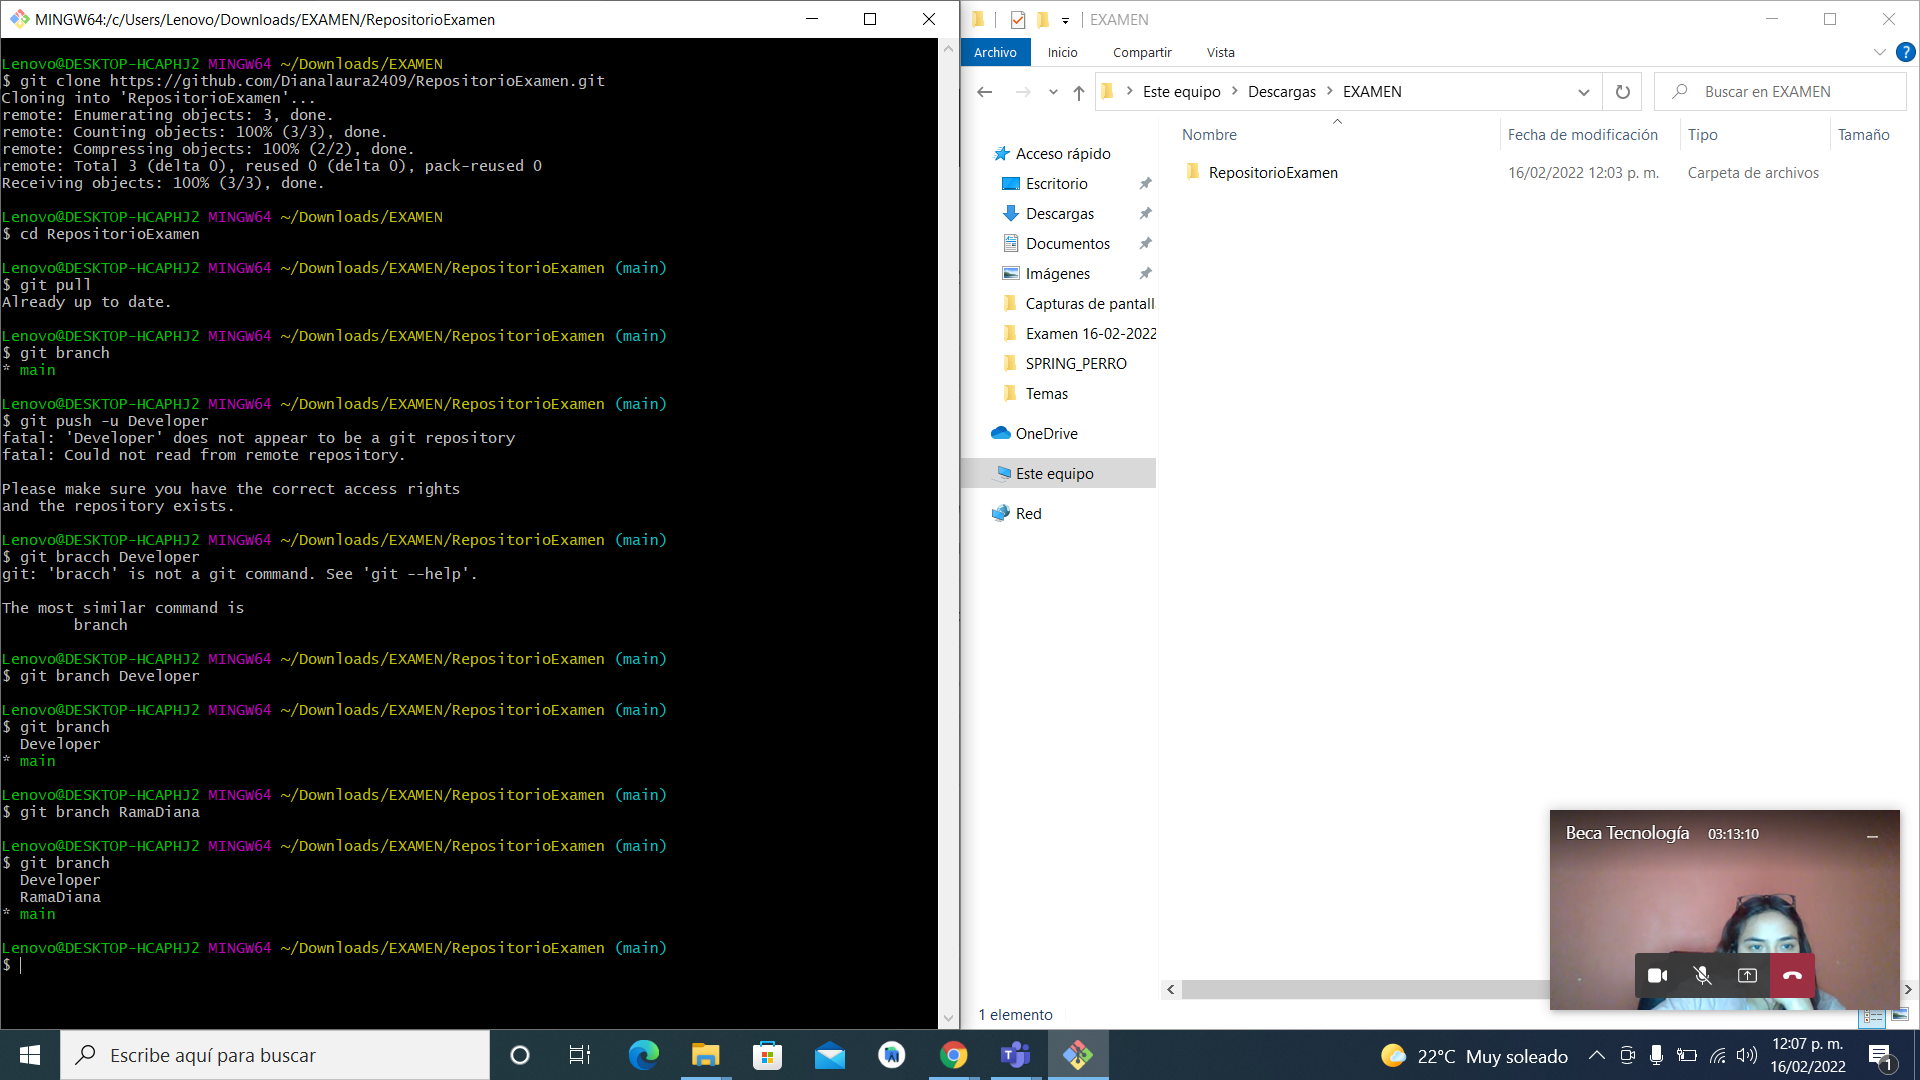 MINGW64:/c/Users/Lenovo/Downloads/EXAMEN/RepositorioExamen
Lenovo@DESKTOP-HCAPHJ2 MINGW64 ~/Downloads/EXAMEN
$ git clone https://github.com/Dianalaura2409/RepositorioExamen.git
Cloning into 'RepositorioExamen'...
remote: Enumerating objects: 3, done.
remote: Counting objects: 100% (3/3), done.
remote: Compressing objects: 100% (2/2), done.
remote: Total 3 (delta 0), reused 0 (delta 0), pack-reused 0
Receiving objects: 100% (3/3), done.
Lenovo@DESKTOP-HCAPHJ2 MINGW64 ~/Downloads/EXAMEN
$ cd RepositorioExamen
Lenovo@DESKTOP-HCAPHJ2 MINGW64 ~/Downloads/EXAMEN/RepositorioExamen (main)
$ git pull
Already up to date.
Lenovo@DESKTOP-HCAPHJ2 MINGW64 ~/Downloads/EXAMEN/RepositorioExamen (main)
$ git branch
* main
Lenovo@DESKTOP-HCAPHJ2 MINGW64 ~/Downloads/EXAMEN/RepositorioExamen (main)
$ git push -u Developer
fatal: 'Developer' does not appear to be a git repository
fatal: Could not read from remote repository.
Please make sure you have the correct access rights
and the repository exists.
Lenovo@DESKTOP-HCAPHJ2 MINGW64 ~/Downloads/EXAMEN/RepositorioExamen (main)
$ git bracch Developer
git: 'bracch' is not a git command. See 'git --help'.
The most similar command is
branch
Lenovo@DESKTOP-HCAPHJ2 MINGW64 ~/Downloads/EXAMEN/RepositorioExamen (main)
$ git branch Developer
Lenovo@DESKTOP-HCAPHJ2 MINGW64 ~/Downloads/EXAMEN/RepositorioExamen (main)
$ git branch
Developer
* main
Lenovo@DESKTOP-HCAPHJ2 MINGW64 ~/Downloads/EXAMEN/RepositorioExamen (main)
$ git branch RamaDiana
Lenovo@DESKTOP-HCAPHJ2 MINGW64 ~/Downloads/EXAMEN/RepositorioExamen (main)
$ git branch
Developer
RamaDiana
* main
Lenovo@DESKTOP-HCAPHJ2 MINGW64 ~/Downloads/EXAMEN/RepositorioExamen (main)
$
EXAMEN
Archivo Inicio Compartir Vista
Este equipo > Descargas > EXAMEN
Buscar en EXAMEN
Nombre Fecha de modificación Tipo Tamaño
RepositorioExamen 16/02/2022 12:03 p. m. Carpeta de archivos
Acceso rápido
Escritorio
Descargas
Documentos
Imágenes
Capturas de pantall
Examen 16-02-2022
SPRING_PERRO
Temas
OneDrive
Este equipo
Red
1 elemento
Beca Tecnología 03:13:10
Escribe aquí para buscar
22°C Muy soleado
12:07 p. m.
16/02/2022
1